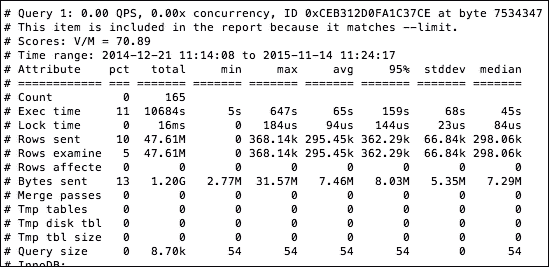 # Query 1: 0.00 QPS, 0.00x concurrency, ID 0xCEB312D0FA1C37CE at byte 7534347
# This item is included in the report because it matches --limit.
# Scores: V/M = 70.89
# Time range: 2014-12-21 11:14:08 to 2015-11-14 11:24:17
# Attribute    pct   total     min     max     avg     95%  stddev  median
# ============ === ======= ======= ======= ======= ======= ======= =======
# Count          0     165
# Exec time     11  10684s      5s    647s     65s    159s     68s     45s
# Lock time      0    16ms       0   184us    94us   144us    23us    84us
# Rows sent     10  47.61M       0 368.14k 295.45k 362.29k  66.84k 298.06k
# Rows examine   5  47.61M       0 368.14k 295.45k 362.29k  66.84k 298.06k
# Rows affecte   0       0       0       0       0       0       0       0
# Bytes sent    13   1.20G   2.77M  31.57M   7.46M   8.03M   5.35M   7.29M
# Merge passes   0       0       0       0       0       0       0       0
# Tmp tables     0       0       0       0       0       0       0       0
# Tmp disk tbl   0       0       0       0       0       0       0       0
# Tmp tbl size   0       0       0       0       0       0       0       0
# Query size     0   8.70k      54      54      54      54       0      54
# InnoDB: